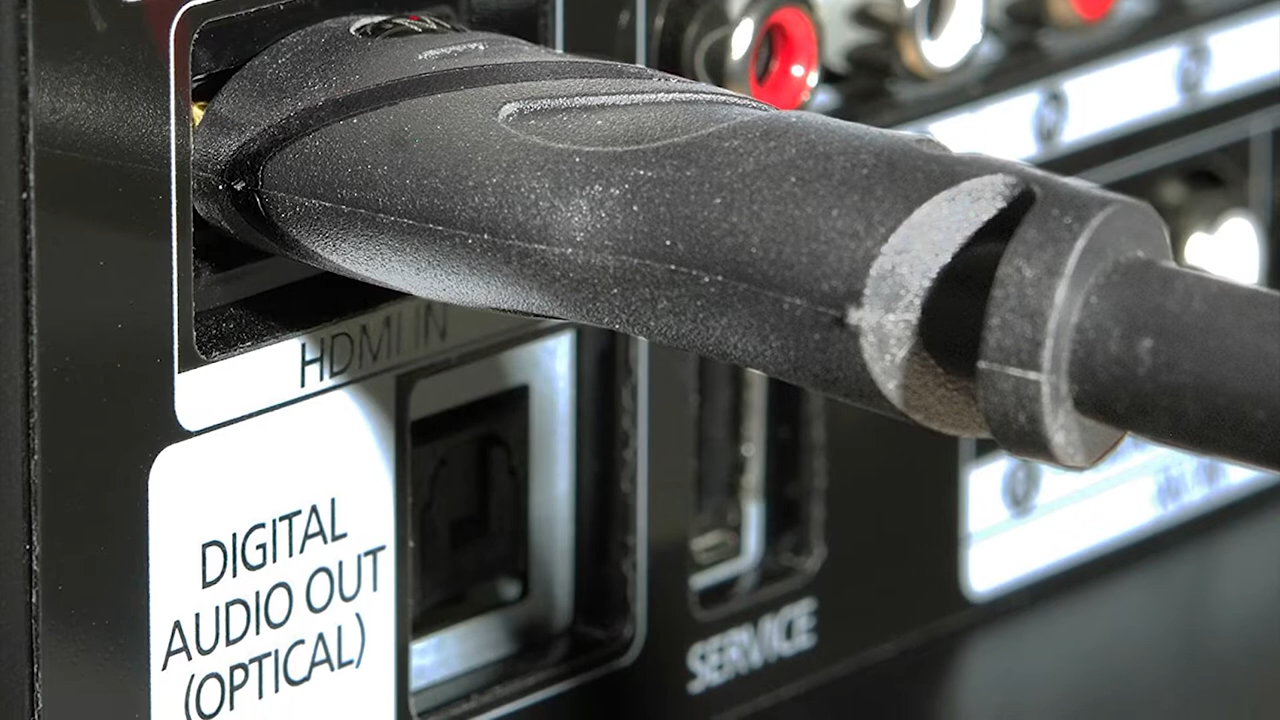 HDMI IN
DIGITAL
AUDIO OUT
(OPTICAL)
SERVICE